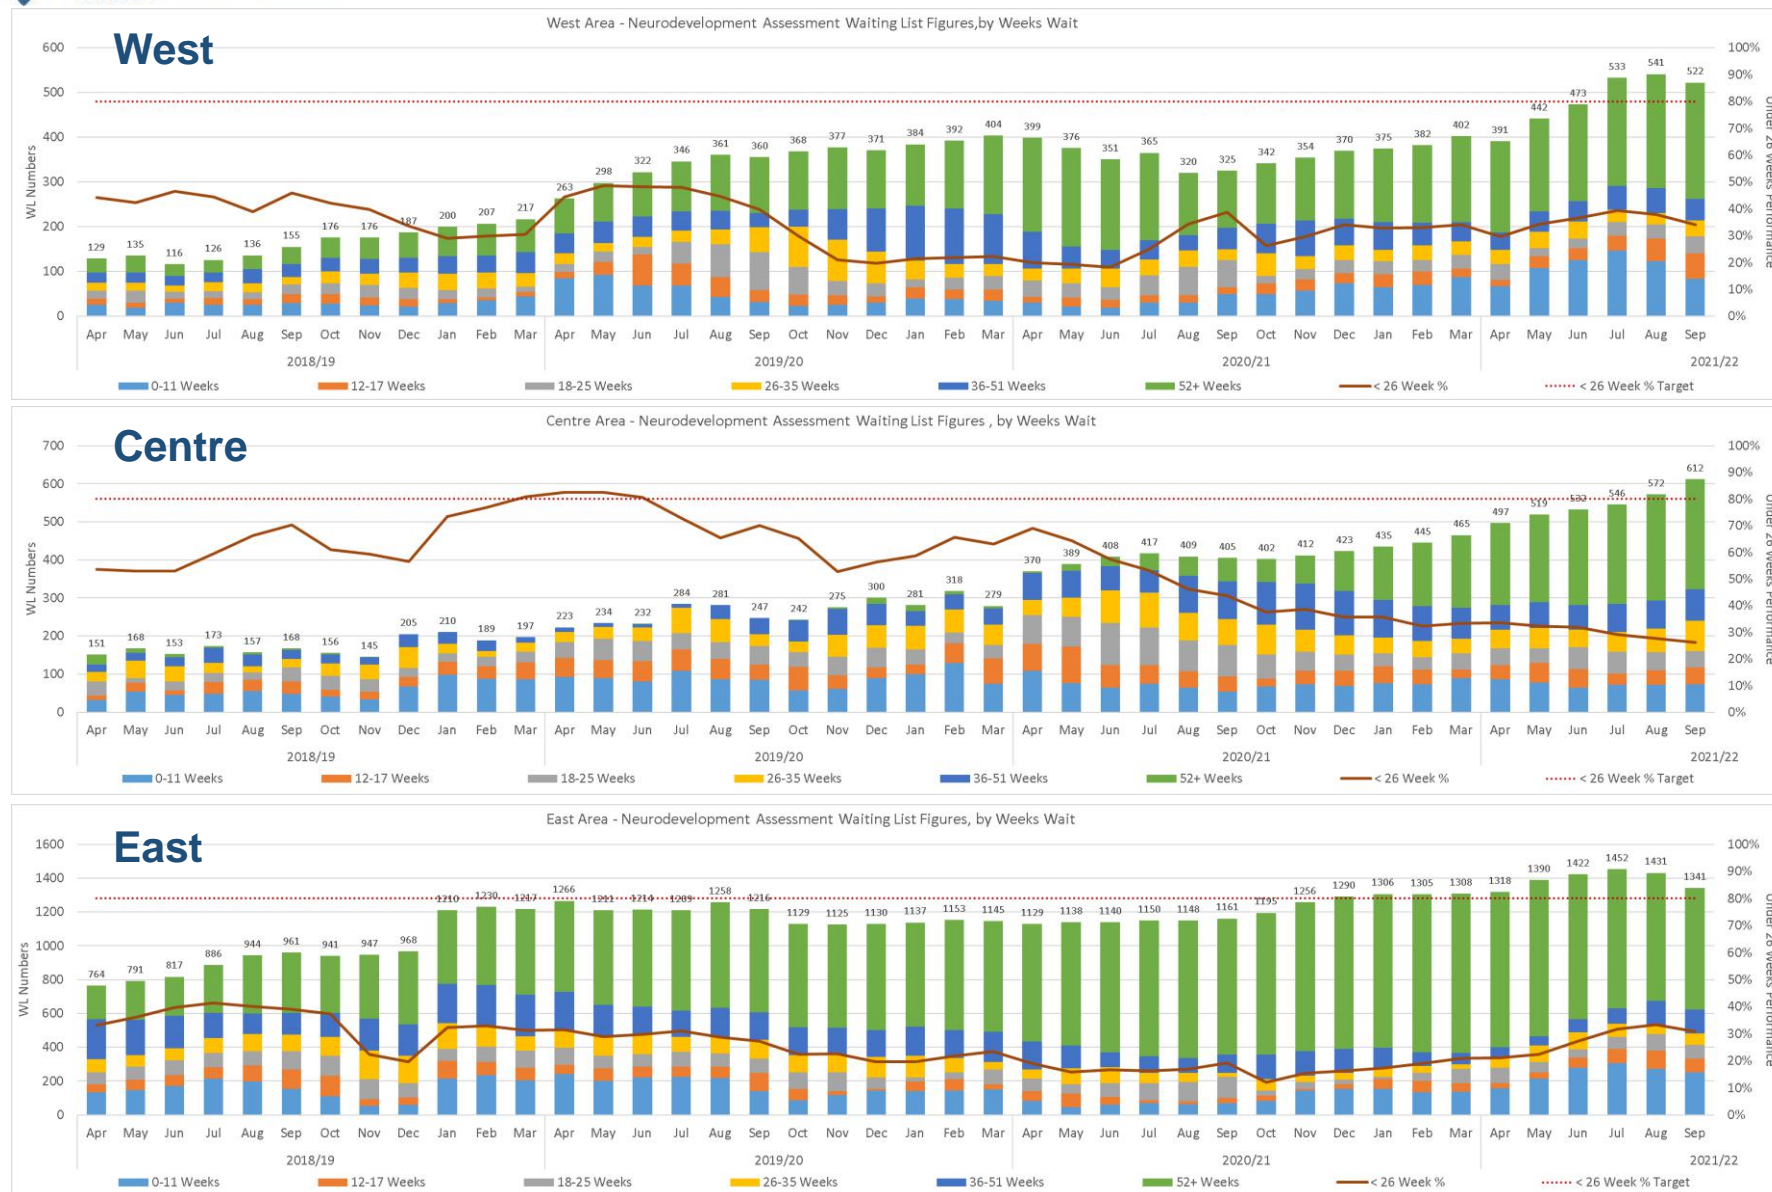 West Area - Neurodevelopment Assessment Waiting List Figures,by Weeks Wait
West
WL Numbers
600
500
400
300
200
100
0
129 135 116 126 136 155 176 176 187 200 207 217 263 298 322 346 361 360 368 377 371 384 392 404 399 376 351 365 320 325 342 354 370 375 382 402 391 442 473 533 541 522
100%
90%
80%
70%
60%
50%
40%
30%
20%
10%
0%
Under 26 Weeks Performance
Apr May Jun Jul Aug Sep Oct Nov Dec Jan Feb Mar Apr May Jun Jul Aug Sep Oct Nov Dec Jan Feb Mar Apr May Jun Jul Aug Sep Oct Nov Dec Jan Feb Mar Apr May Jun Jul Aug Sep
2018/19 2019/20 2020/21 2021/22
0-11 Weeks 12-17 Weeks 18-25 Weeks 26-35 Weeks 36-51 Weeks 52+ Weeks < 26 Week % < 26 Week % Target
Centre Area - Neurodevelopment Assessment Waiting List Figures , by Weeks Wait
Centre
WL Numbers
700
600
500
400
300
200
100
0
151 168 153 173 157 168 156 145 205 210 189 197 223 234 232 284 281 247 242 275 300 281 318 279 370 389 408 417 409 405 402 412 423 435 445 465 497 519 532 546 572 612
100%
90%
80%
70%
60%
50%
40%
30%
20%
10%
0%
Under 26 Weeks Performance
Apr May Jun Jul Aug Sep Oct Nov Dec Jan Feb Mar Apr May Jun Jul Aug Sep Oct Nov Dec Jan Feb Mar Apr May Jun Jul Aug Sep Oct Nov Dec Jan Feb Mar Apr May Jun Jul Aug Sep
2018/19 2019/20 2020/21 2021/22
0-11 Weeks 12-17 Weeks 18-25 Weeks 26-35 Weeks 36-51 Weeks 52+ Weeks < 26 Week % < 26 Week % Target
East Area - Neurodevelopment Assessment Waiting List Figures, by Weeks Wait
East
WL Numbers
1600
1400
1200
1000
800
600
400
200
0
764 791 817 886 944 961 941 947 968 1210 1230 1217 1266 1211 1214 1209 1258 1216 1129 1125 1130 1137 1153 1145 1129 1138 1140 1150 1148 1161 1195 1256 1290 1306 1305 1308 1318 1390 1422 1452 1431 1341
100%
90%
80%
70%
60%
50%
40%
30%
20%
10%
0%
Under 26 Weeks Performance
Apr May Jun Jul Aug Sep Oct Nov Dec Jan Feb Mar Apr May Jun Jul Aug Sep Oct Nov Dec Jan Feb Mar Apr May Jun Jul Aug Sep Oct Nov Dec Jan Feb Mar Apr May Jun Jul Aug Sep
2018/19 2019/20 2020/21 2021/22
0-11 Weeks 12-17 Weeks 18-25 Weeks 26-35 Weeks 36-51 Weeks 52+ Weeks < 26 Week % < 26 Week % Target